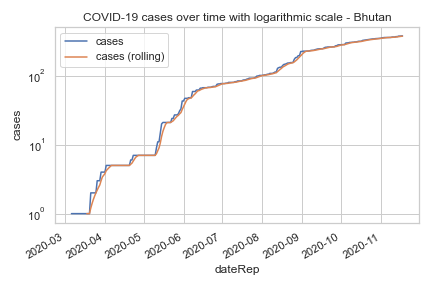 COVID-19 cases over time with logarithmic scale - Bhutan
cases
cases (rolling)
10²
10¹
10⁰
cases
2020-03
2020-04
2020-05
2020-06
2020-07
2020-08
2020-09
2020-10
2020-11
dateRep